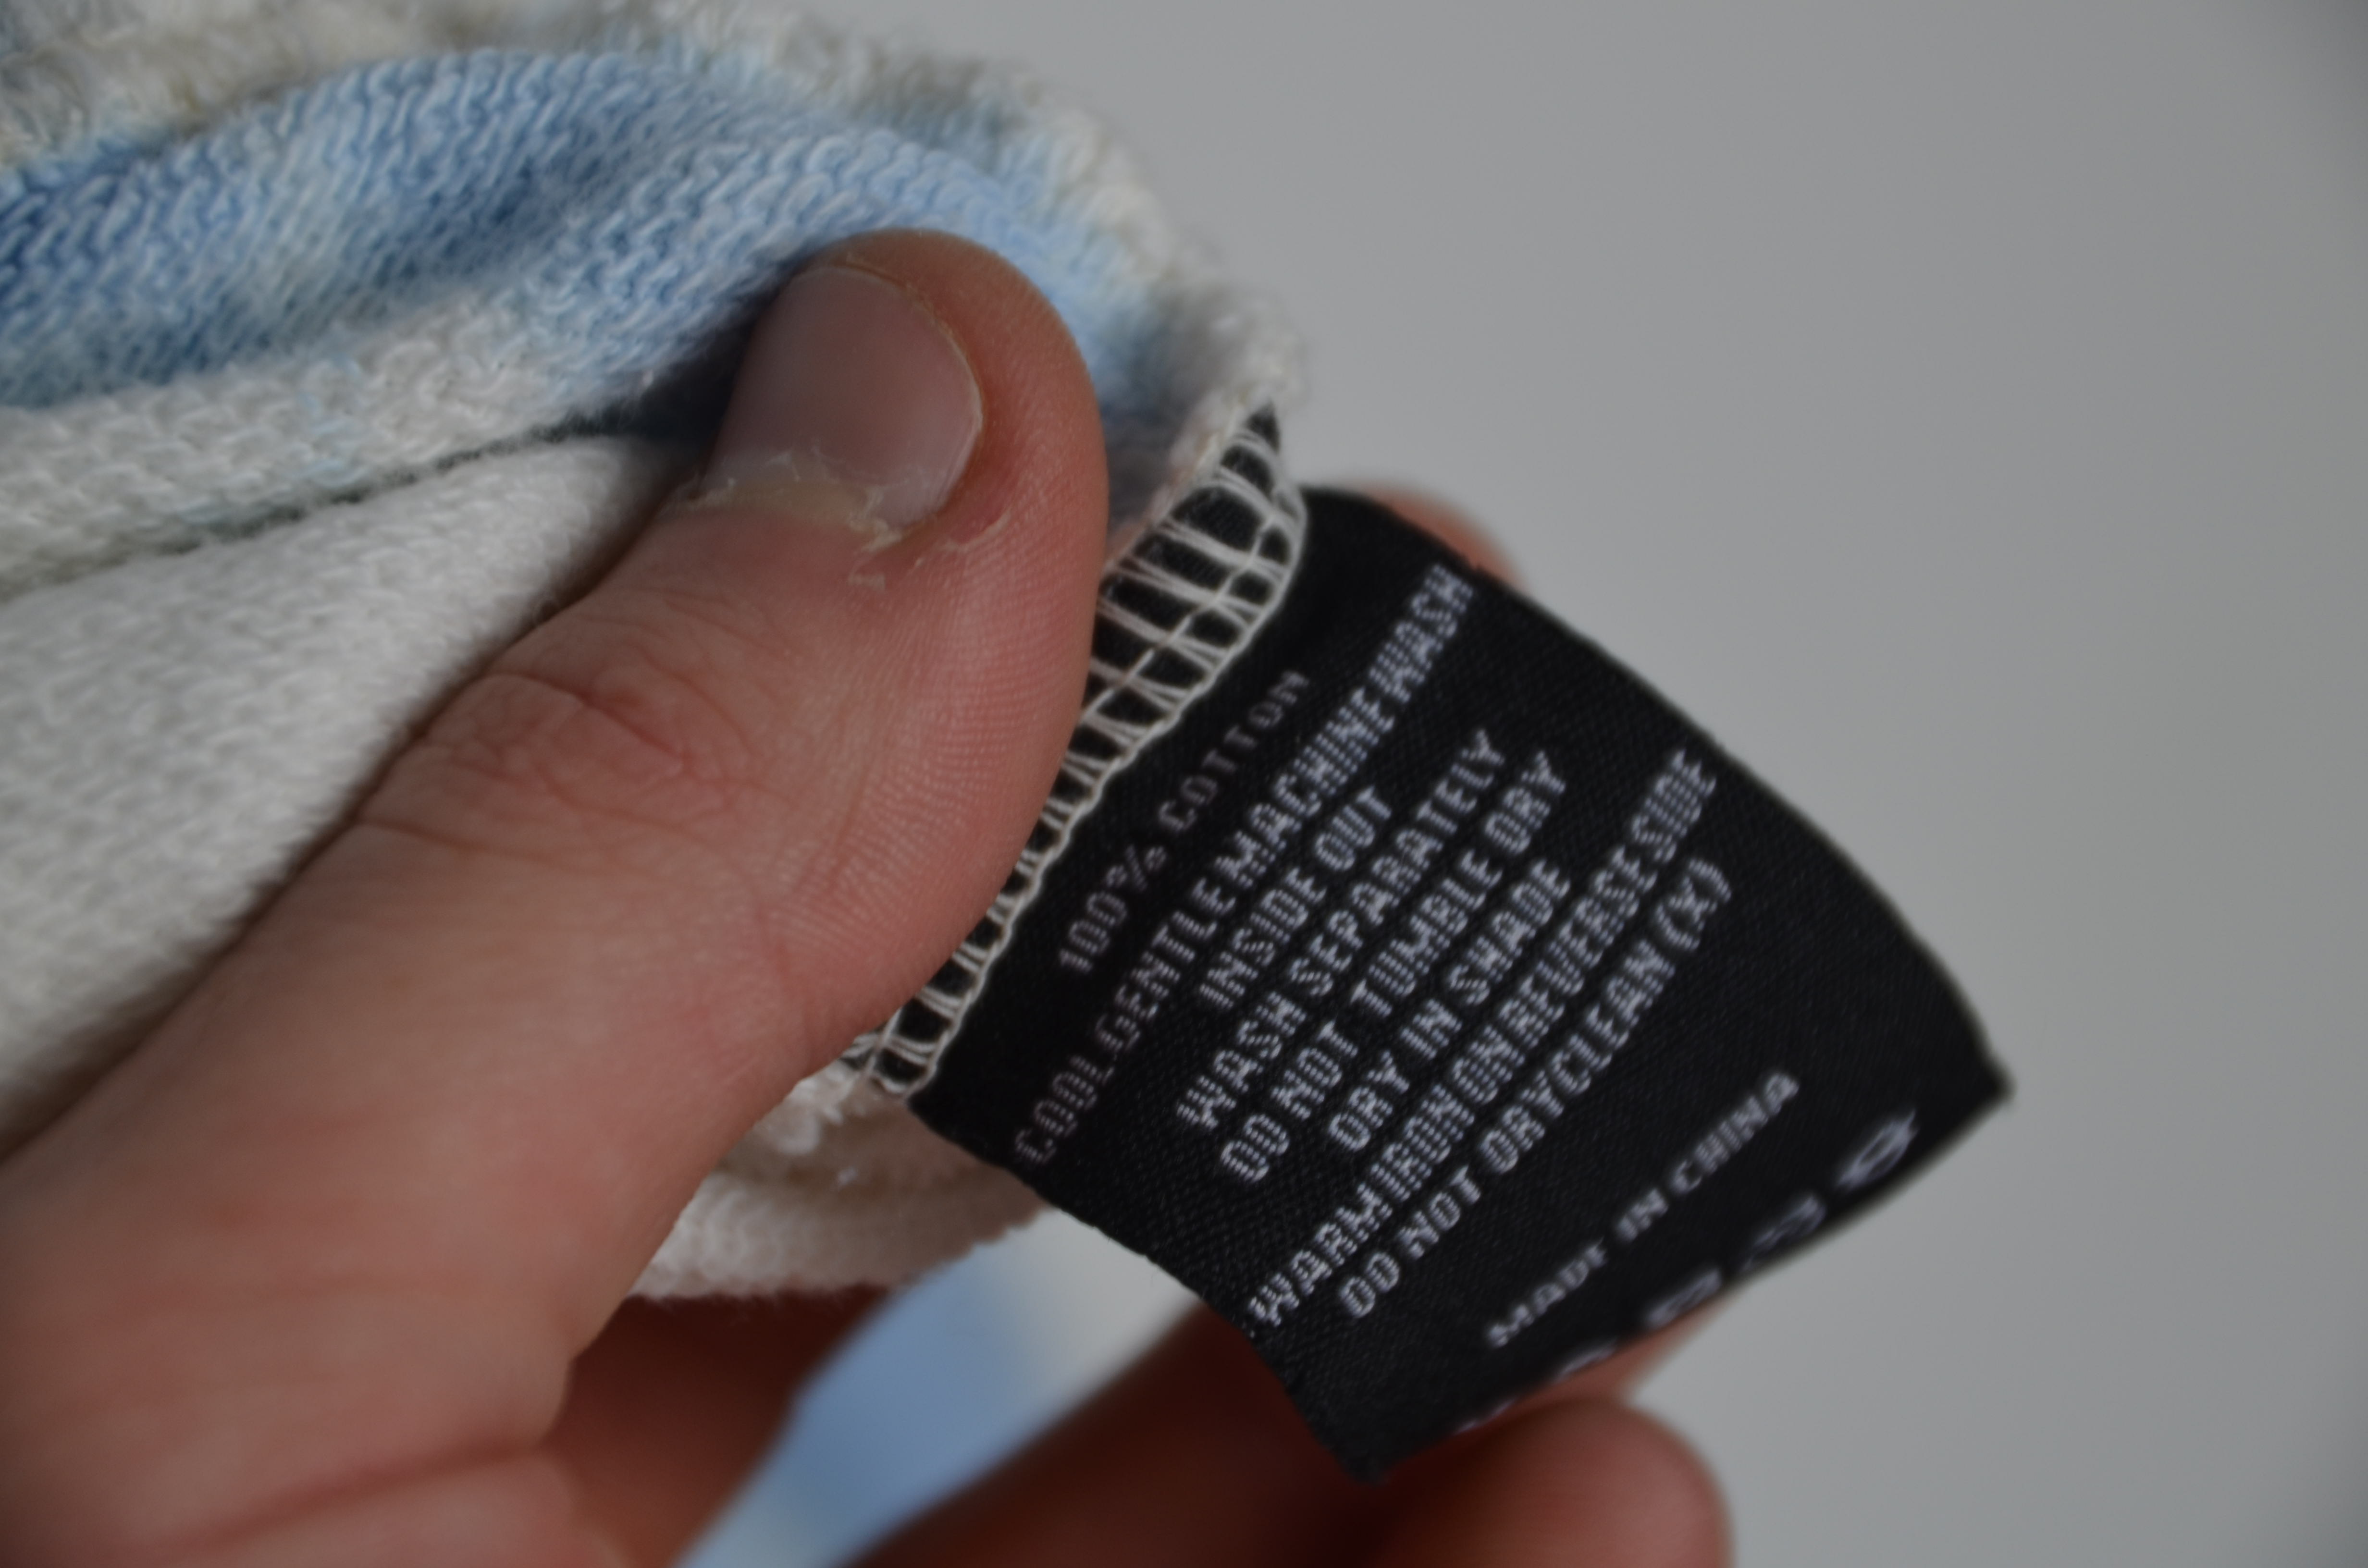 100% COTTON
COOL GENTLE MACHINE WASH
INSIDE OUT
WASH SEPARATELY
DO NOT TUMBLE DRY
DRY IN SHADE
WARM IRON ON REVERSE SIDE
DO NOT DRYCLEAN (X)
MADE IN CHINA